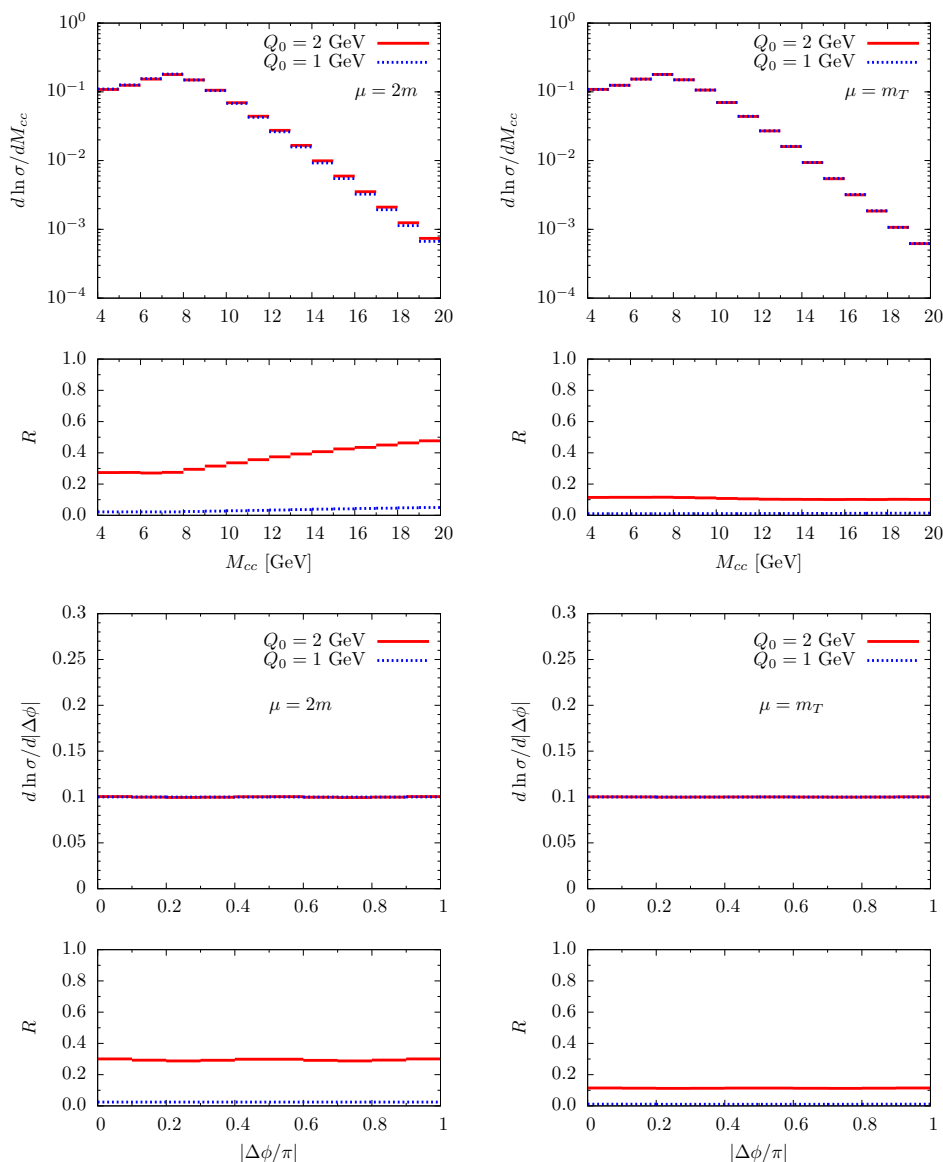 10^0
10^-1
10^-2
10^-3
10^-4
d ln σ/dM_cc
Q_0 = 2 GeV
Q_0 = 1 GeV
μ = 2m
4 6 8 10 12 14 16 18 20
10^0
10^-1
10^-2
10^-3
10^-4
d ln σ/dM_cc
Q_0 = 2 GeV
Q_0 = 1 GeV
μ = m_T
4 6 8 10 12 14 16 18 20
1.0
0.8
0.6
0.4
0.2
0.0
R
4 6 8 10 12 14 16 18 20
M_cc [GeV]
1.0
0.8
0.6
0.4
0.2
0.0
R
4 6 8 10 12 14 16 18 20
M_cc [GeV]
0.3
0.25
0.2
0.15
0.1
0.05
0
d ln σ/d|Δϕ|
Q_0 = 2 GeV
Q_0 = 1 GeV
μ = 2m
0 0.2 0.4 0.6 0.8 1
0.3
0.25
0.2
0.15
0.1
0.05
0
d ln σ/d|Δϕ|
Q_0 = 2 GeV
Q_0 = 1 GeV
μ = m_T
0 0.2 0.4 0.6 0.8 1
1.0
0.8
0.6
0.4
0.2
0.0
R
0 0.2 0.4 0.6 0.8 1
|Δϕ/π|
1.0
0.8
0.6
0.4
0.2
0.0
R
0 0.2 0.4 0.6 0.8 1
|Δϕ/π|